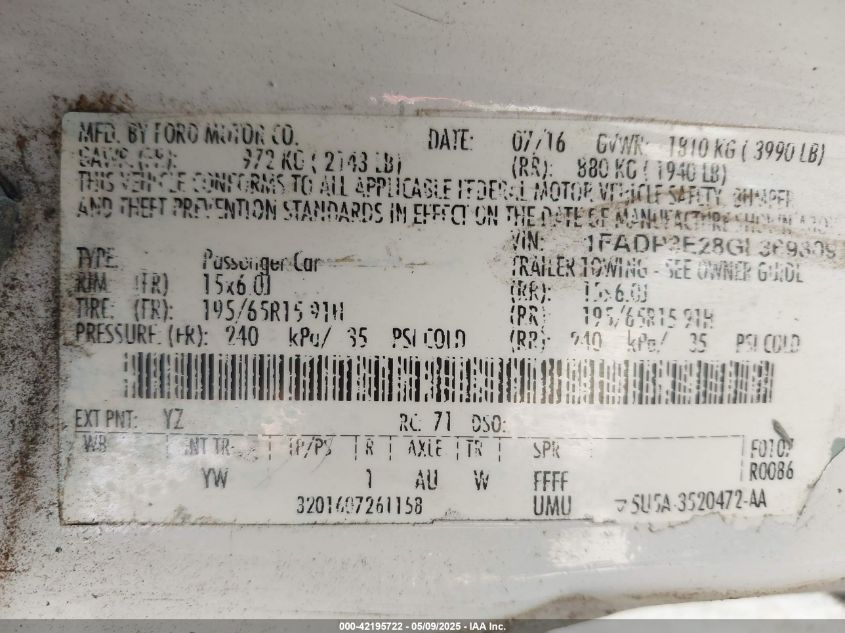 MFD. BY FORD MOTOR CO. DATE: 07/16 GVWR: 1810 KG ( 3990 LB)
GAWR (FR): 972 KG ( 2143 LB) (RR): 880 KG ( 1940 LB)
THIS VEHICLE CONFORMS TO ALL APPLICABLE FEDERAL MOTOR VEHICLE SAFETY, BUMPER,
AND THEFT PREVENTION STANDARDS IN EFFECT ON THE DATE OF MANUFACTURE SHOWN
VIN:
TYPE: Passenger Car TRAILER TOWING - SEE OWNER GUIDE
RIM (FR) 15x6.0J (RR): 15x6.0J
TIRE: (FR): 195/65R15 91H (RR): 195/65R15 91H
PRESSURE (FR): 240 kPa/ 35 PSI COLD (RR): 240 kPa/ 35 PSI COLD
EXT PNT: YZ RC: 71 DSO:
WB INT TR TP/PS R AXLE TR SPR
YW 1 AU W FFFF R0086
3201607261158 UMU 5U5A-3520472-AA
000-42195722 - 05/09/2025 - IAA Inc.